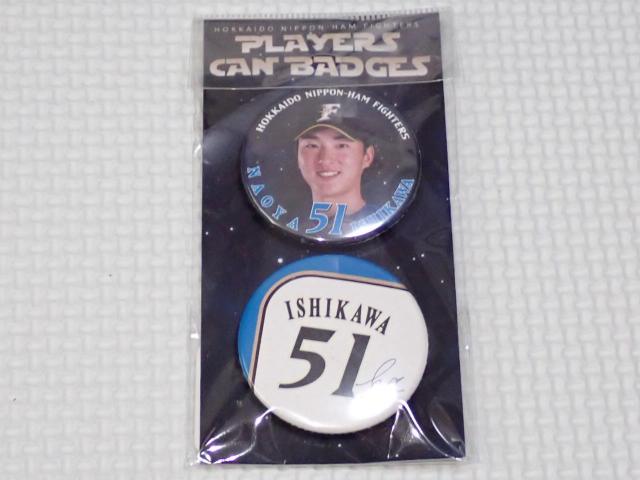 HOKKAIDO NIPPON-HAM FIGHTERS
PLAYERS
CAN BADGES
HOKKAIDO NIPPON-HAM FIGHTERS
F
NAOYA 51 ISHIKAWA
ISHIKAWA
51